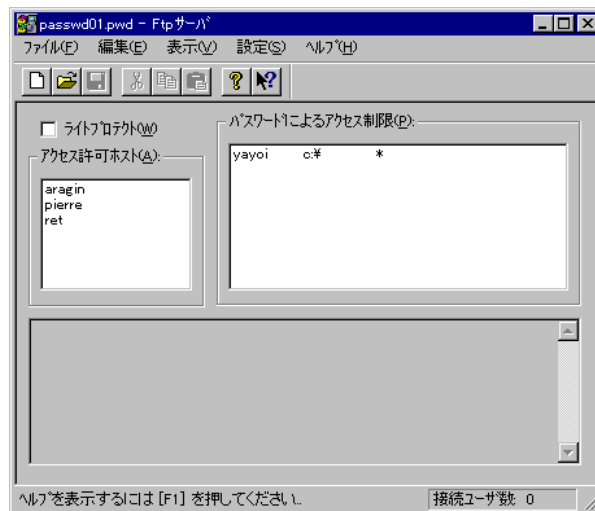 passwd01.pwd - Ftpサーバ
ファイル(F) 編集(E) 表示(V) 設定(S) ヘルプ(H)
ライトプロテクト(W)
アクセス許可ホスト(A):
aragin
pierre
ret
パスワードによるアクセス制限(P):
yayoi c:¥ *
ヘルプを表示するには [F1] を押してください.
接続ユーザ数: 0